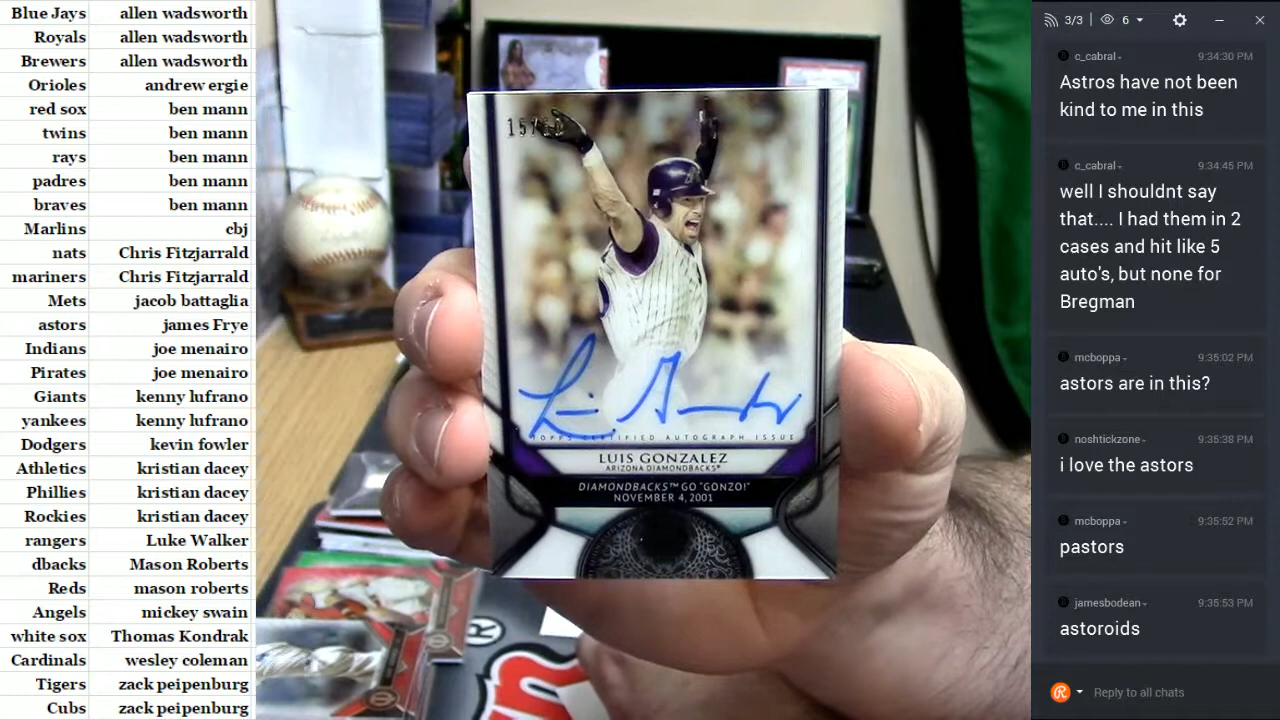 Blue Jays allen wadsworth
Royals allen wadsworth
Brewers allen wadsworth
Orioles andrew ergie
red sox ben mann
twins ben mann
rays ben mann
padres ben mann
braves ben mann
Marlins cbj
nats Chris Fitzjarrald
mariners Chris Fitzjarrald
Mets jacob battaglia
astors james Frye
Indians joe menairo
Pirates joe menairo
Giants kenny lufrano
yankees kenny lufrano
Dodgers kevin fowler
Athletics kristian dacey
Phillies kristian dacey
Rockies kristian dacey
rangers Luke Walker
dbacks Mason Roberts
Reds mason roberts
Angels mickey swain
white sox Thomas Kondrak
Cardinals wesley coleman
Tigers zack peipenburg
Cubs zack peipenburg
TOPPS CERTIFIED AUTOGRAPH ISSUE
LUIS GONZALEZ
ARIZONA DIAMONDBACKS®
DIAMONDBACKS™ GO "GONZO!"
NOVEMBER 4, 2001
®
3/3 6
c_cabral 9:34:30 PM
Astros have not been
kind to me in this
c_cabral 9:34:45 PM
well I shouldnt say
that.... I had them in 2
cases and hit like 5
auto's, but none for
Bregman
mcboppa 9:35:02 PM
astors are in this?
noshtickzone 9:35:38 PM
i love the astors
mcboppa 9:35:52 PM
pastors
jamesbodean 9:35:53 PM
astoroids
Reply to all chats